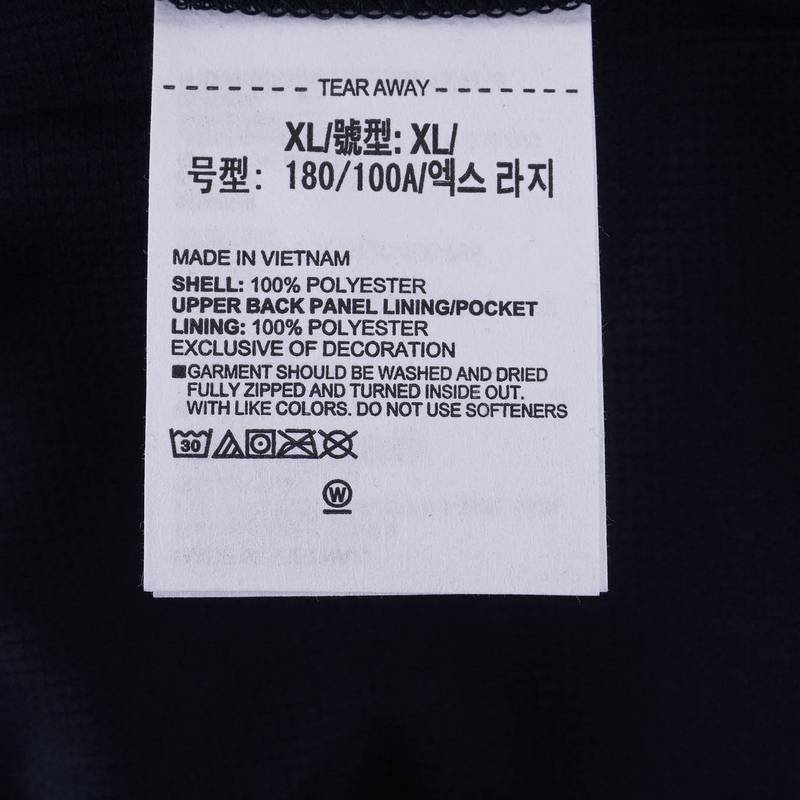 TEAR AWAY
XL/號型: XL/
号型: 180/100A/엑스 라지
MADE IN VIETNAM
SHELL: 100% POLYESTER
UPPER BACK PANEL LINING/POCKET
LINING: 100% POLYESTER
EXCLUSIVE OF DECORATION
■GARMENT SHOULD BE WASHED AND DRIED
FULLY ZIPPED AND TURNED INSIDE OUT.
WITH LIKE COLORS. DO NOT USE SOFTENERS
30
W